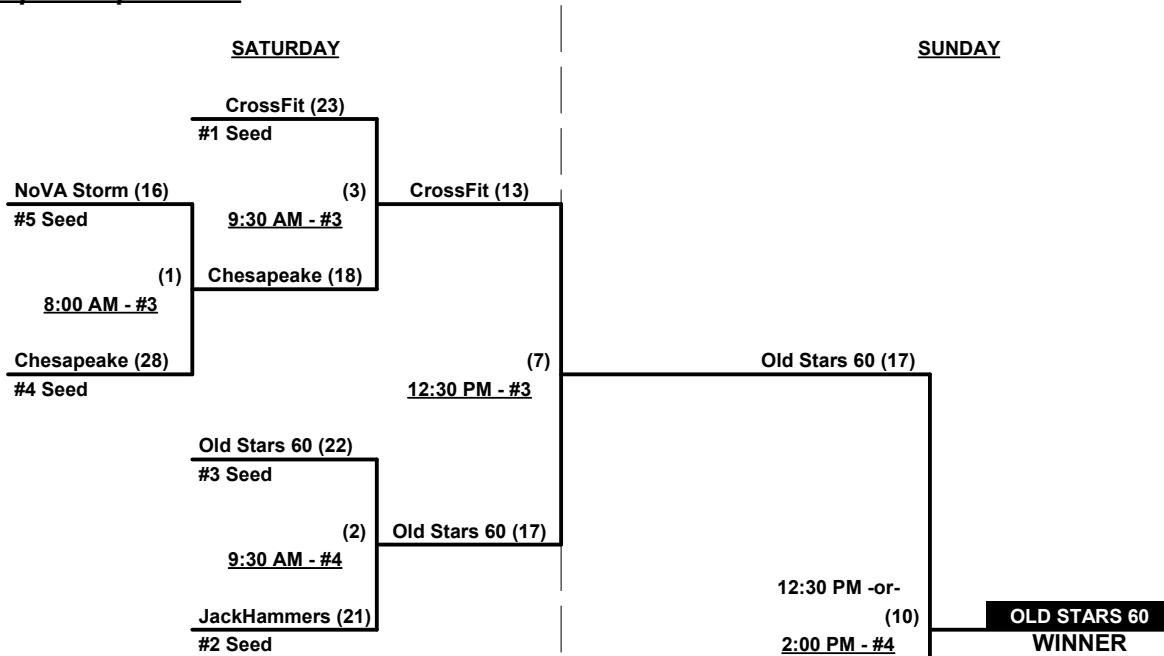 SATURDAY
SUNDAY
CrossFit (23)
#1 Seed
NoVA Storm (16)
(3)
CrossFit (13)
#5 Seed
9:30 AM - #3
(1)
Chesapeake (18)
8:00 AM - #3
Chesapeake (28)
(7)
Old Stars 60 (17)
#4 Seed
12:30 PM - #3
Old Stars 60 (22)
#3 Seed
(2)
Old Stars 60 (17)
9:30 AM - #4
12:30 PM -or-
JackHammers (21)
(10)
OLD STARS 60
#2 Seed
2:00 PM - #4
WINNER